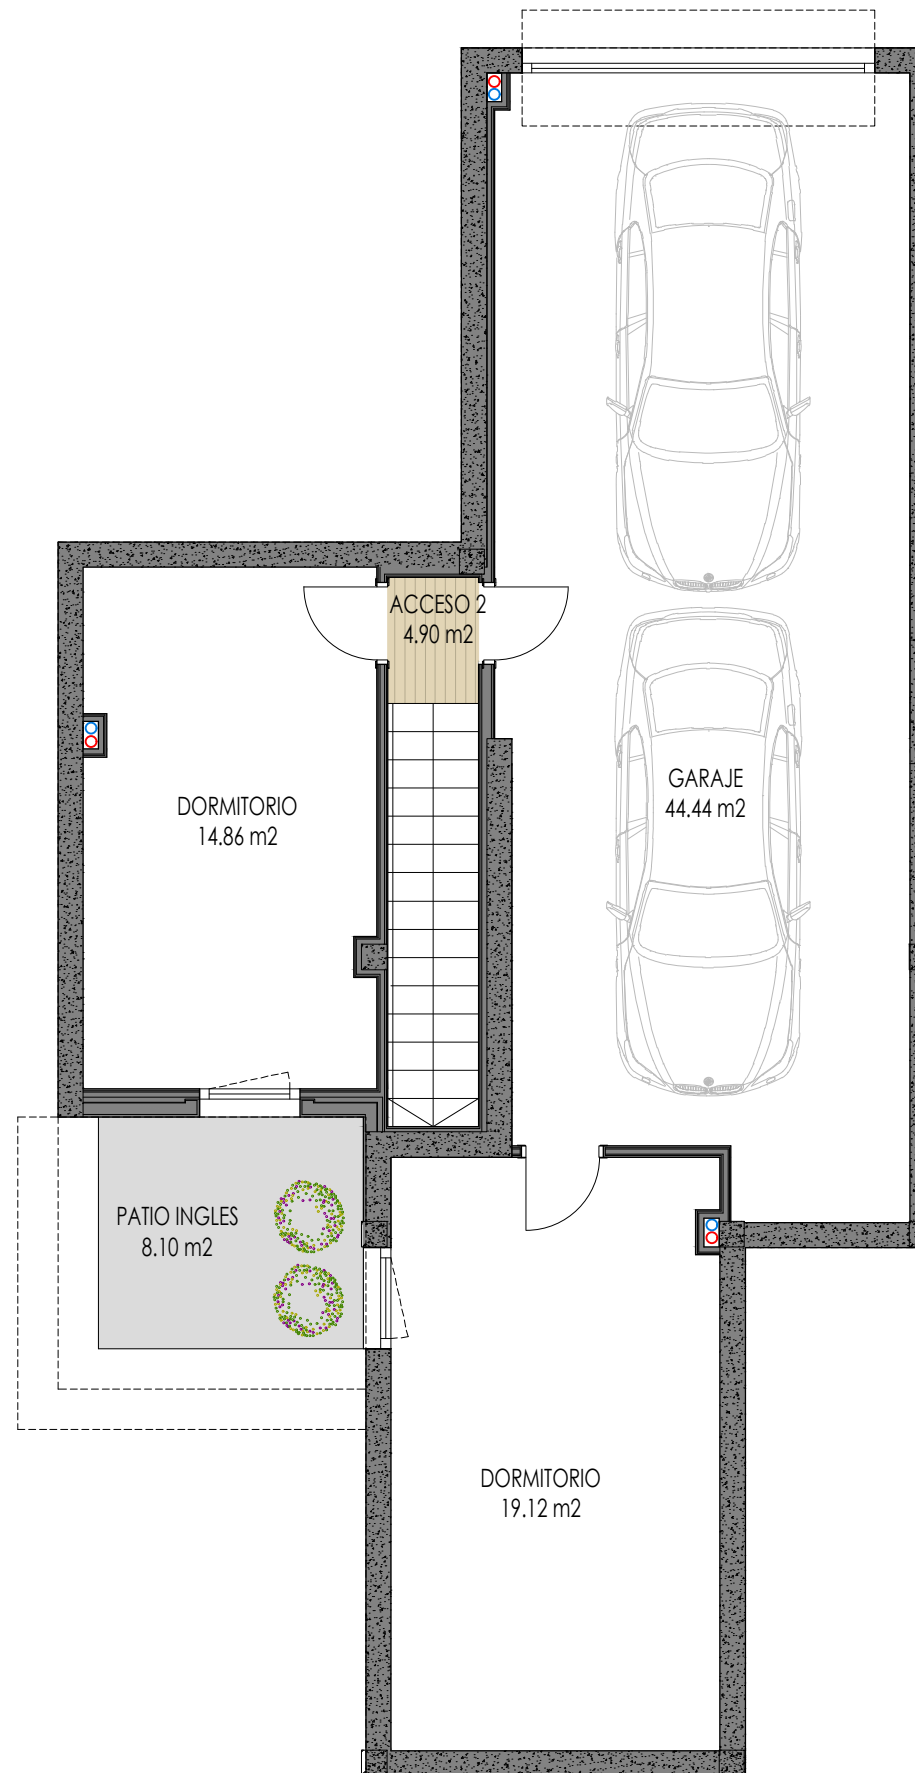 ACCESO 2
4.90 m2
GARAJE
44.44 m2
DORMITORIO
14.86 m2
PATIO INGLES
8.10 m2
DORMITORIO
19.12 m2